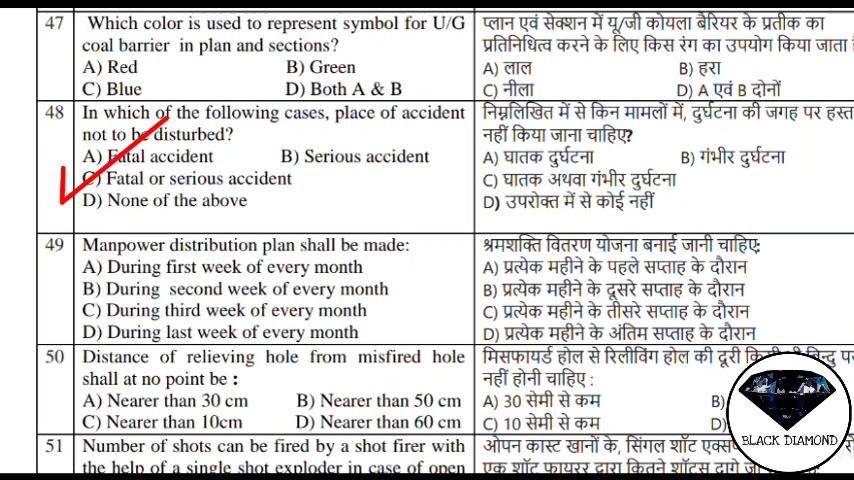 47 Which color is used to represent symbol for U/G
coal barrier in plan and sections?
A) Red B) Green
C) Blue D) Both A & B
प्लान एवं सेक्शन में यू/जी कोयला बैरियर के प्रतीक का
प्रतिनिधित्व करने के लिए किस रंग का उपयोग किया जाता
A) लाल B) हरा
C) नीला D) A एवं B दोनों
48 In which of the following cases, place of accident
not to be disturbed?
A) Fatal accident B) Serious accident
C) Fatal or serious accident
D) None of the above
निम्नलिखित में से किन मामलों में, दुर्घटना की जगह पर हस्त
नहीं किया जाना चाहिए?
A) घातक दुर्घटना B) गंभीर दुर्घटना
C) घातक अथवा गंभीर दुर्घटना
D) उपरोक्त में से कोई नहीं
49 Manpower distribution plan shall be made:
A) During first week of every month
B) During second week of every month
C) During third week of every month
D) During last week of every month
श्रमशक्ति वितरण योजना बनाई जानी चाहिए:
A) प्रत्येक महीने के पहले सप्ताह के दौरान
B) प्रत्येक महीने के दूसरे सप्ताह के दौरान
C) प्रत्येक महीने के तीसरे सप्ताह के दौरान
D) प्रत्येक महीने के अंतिम सप्ताह के दौरान
50 Distance of relieving hole from misfired hole
shall at no point be :
A) Nearer than 30 cm B) Nearer than 50 cm
C) Nearer than 10cm D) Nearer than 60 cm
मिसफायर्ड होल से रिलीविंग होल की दूरी
नहीं होनी चाहिए :
A) 30 सेमी से कम B)
C) 10 सेमी से कम D)
51 Number of shots can be fired by a shot firer with
the help of a single shot exploder in case of open
ओपन कास्ट खानों के, सिंगल शॉट
एक शॉट फायरर द्वारा कितने शॉट्स दागे
BLACK DIAMOND